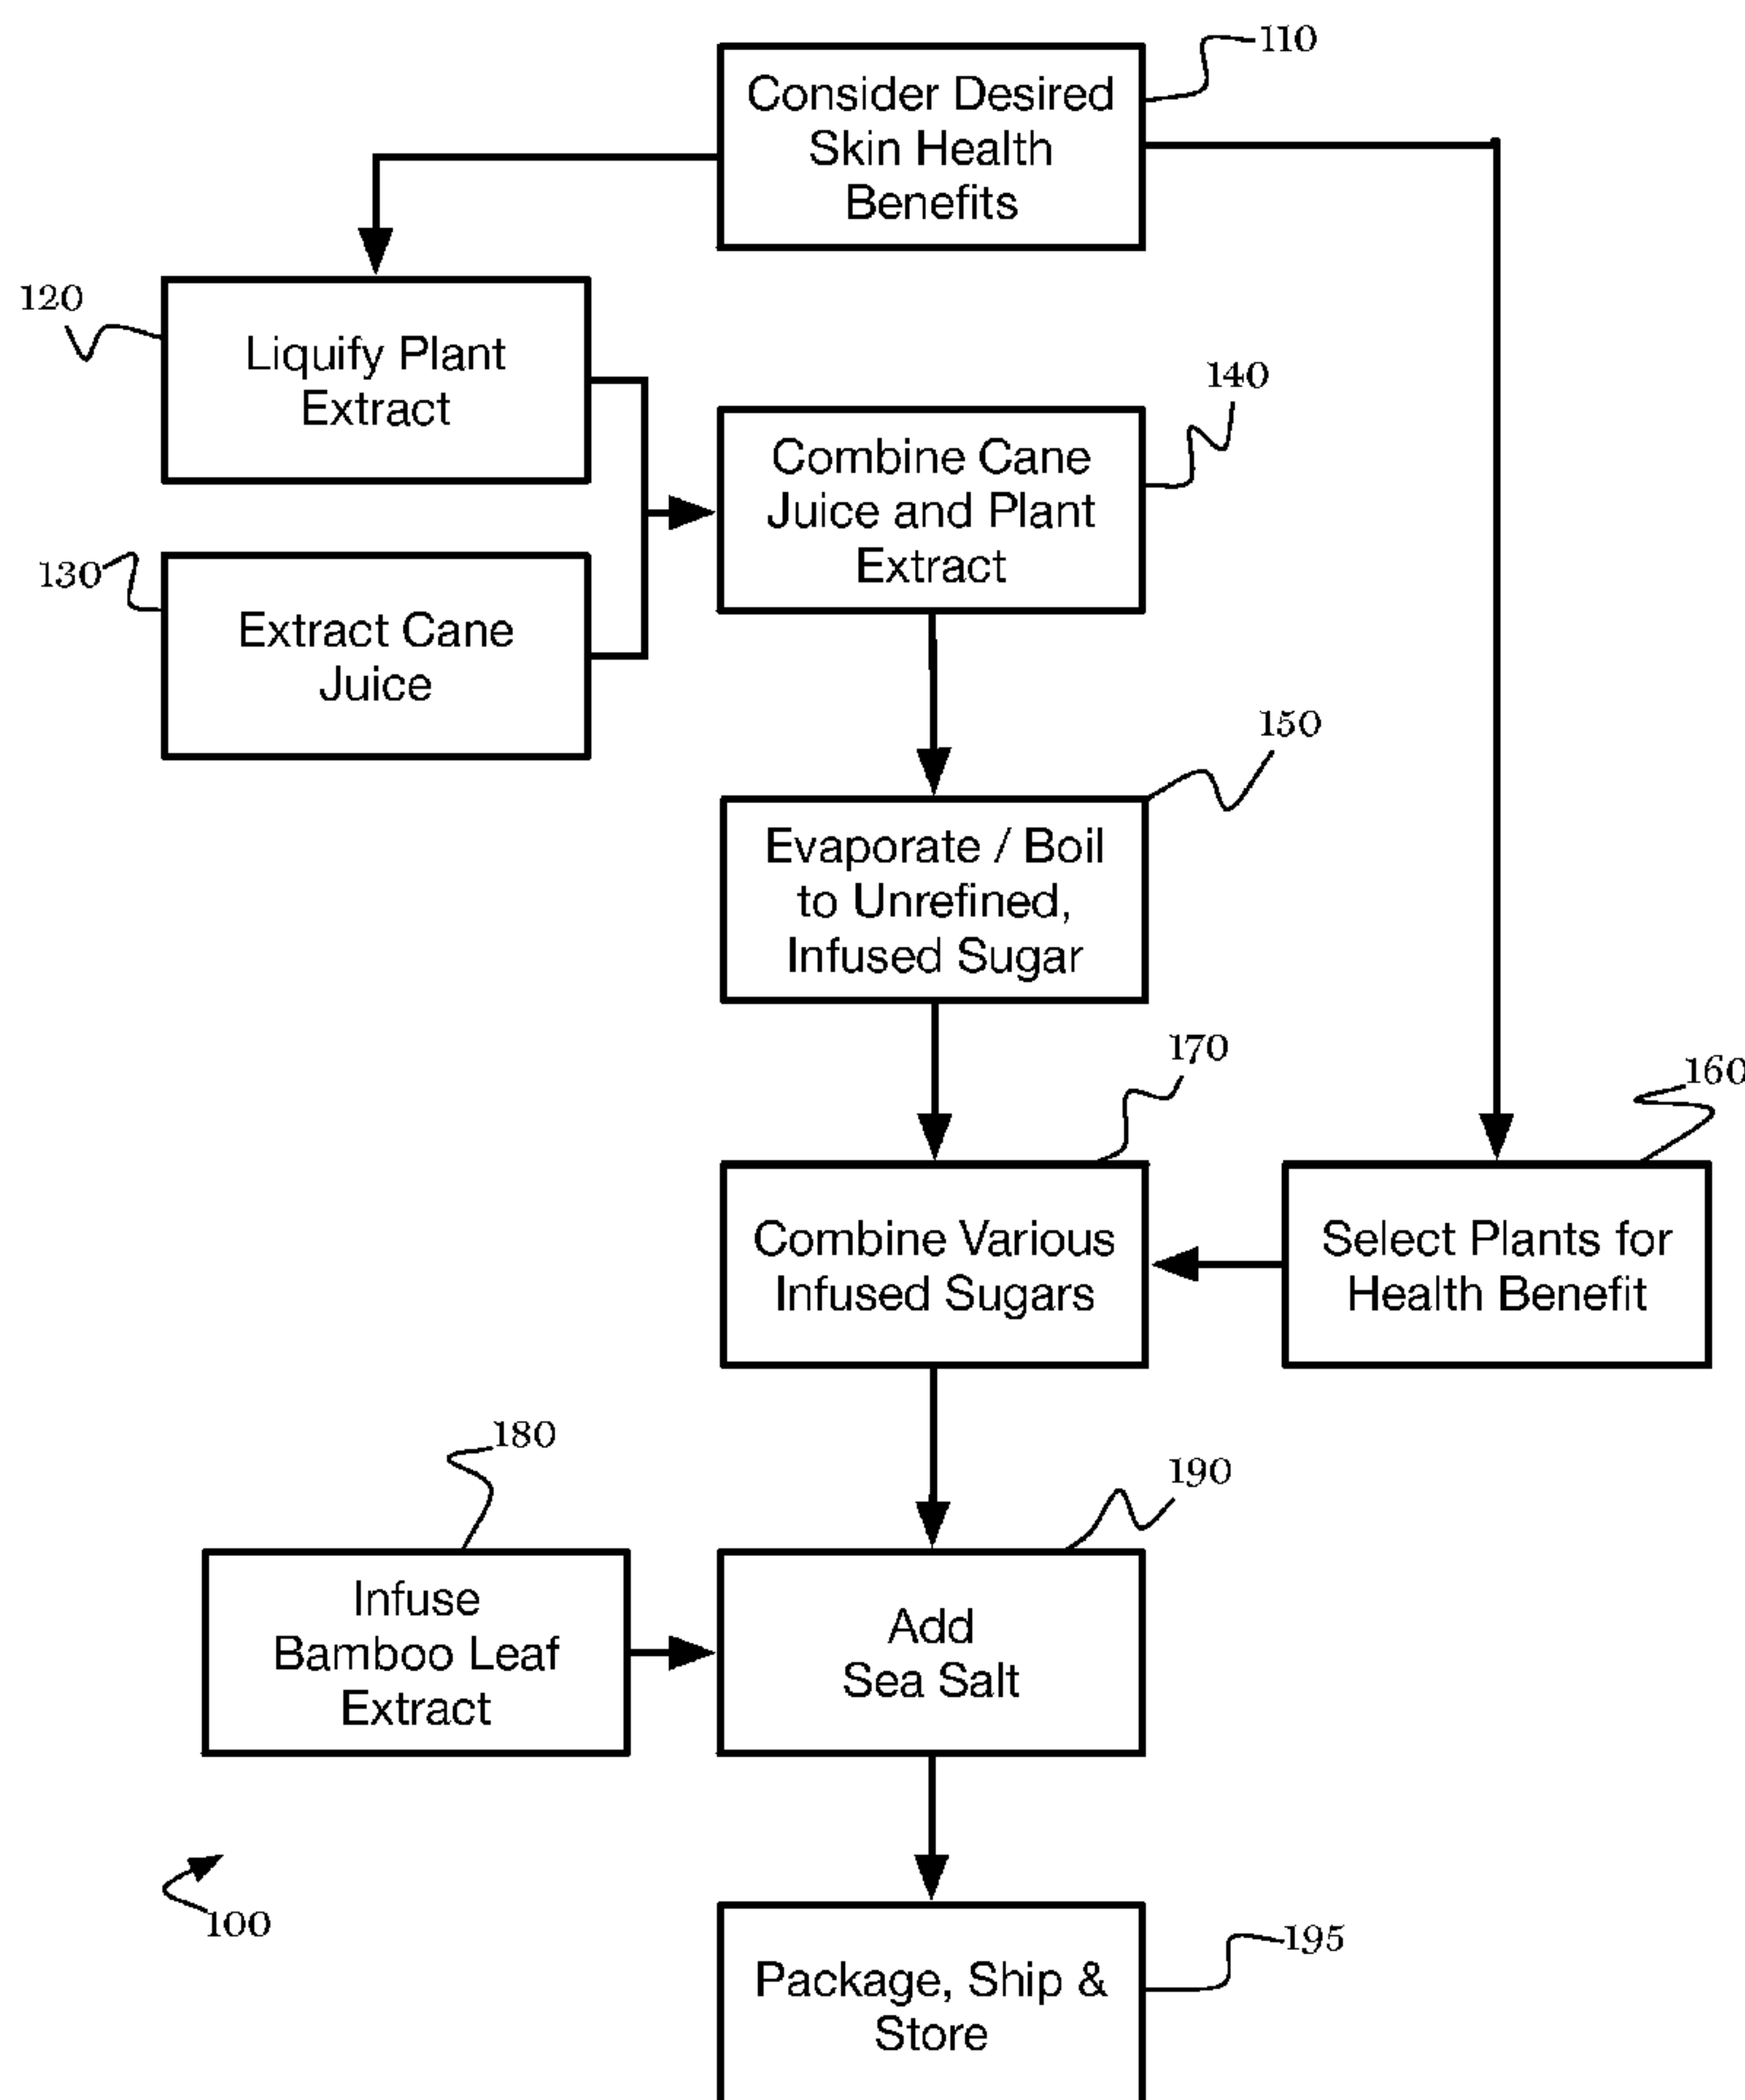 110
Consider Desired
Skin Health
Benefits
120
Liquify Plant
Extract
140
Combine Cane
Juice and Plant
Extract
130
Extract Cane
Juice
150
Evaporate / Boil
to Unrefined,
Infused Sugar
170
160
Combine Various
Infused Sugars
Select Plants for
Health Benefit
180
190
Infuse
Bamboo Leaf
Extract
Add
Sea Salt
100
195
Package, Ship &
Store